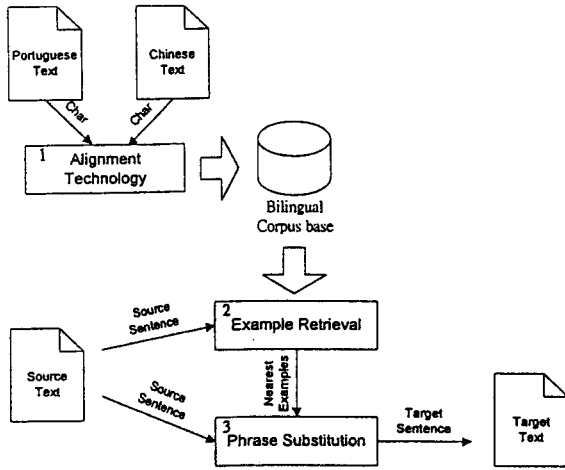 Portuguese
Text
Chinese
Text
Char
Char
1
Alignment
Technology
Bilingual
Corpus base
Source
Sentence
2
Example Retrieval
Source
Text
Nearest
Examples
Source
Sentence
3
Phrase Substitution
Target
Sentence
Target
Text